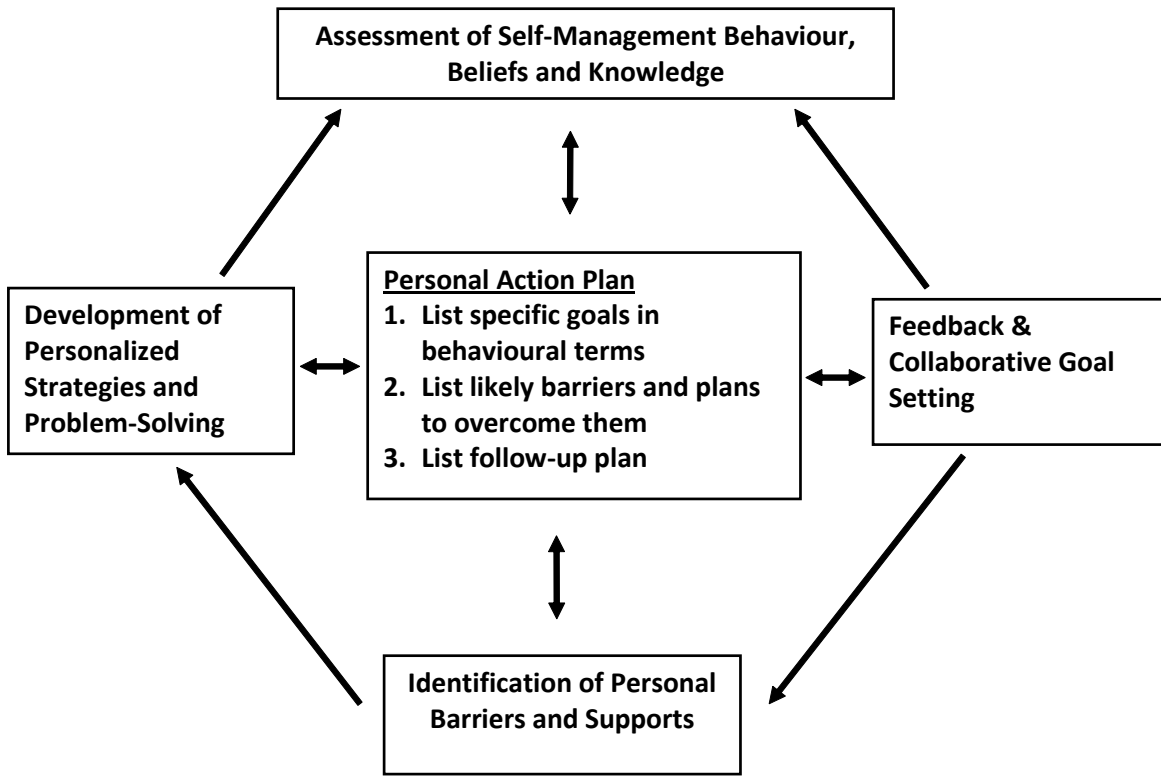 Assessment of Self-Management Behaviour,
Beliefs and Knowledge
Development of
Personalized
Strategies and
Problem-Solving
Personal Action Plan
1. List specific goals in
behavioural terms
2. List likely barriers and plans
to overcome them
3. List follow-up plan
Feedback &
Collaborative Goal
Setting
Identification of Personal
Barriers and Supports